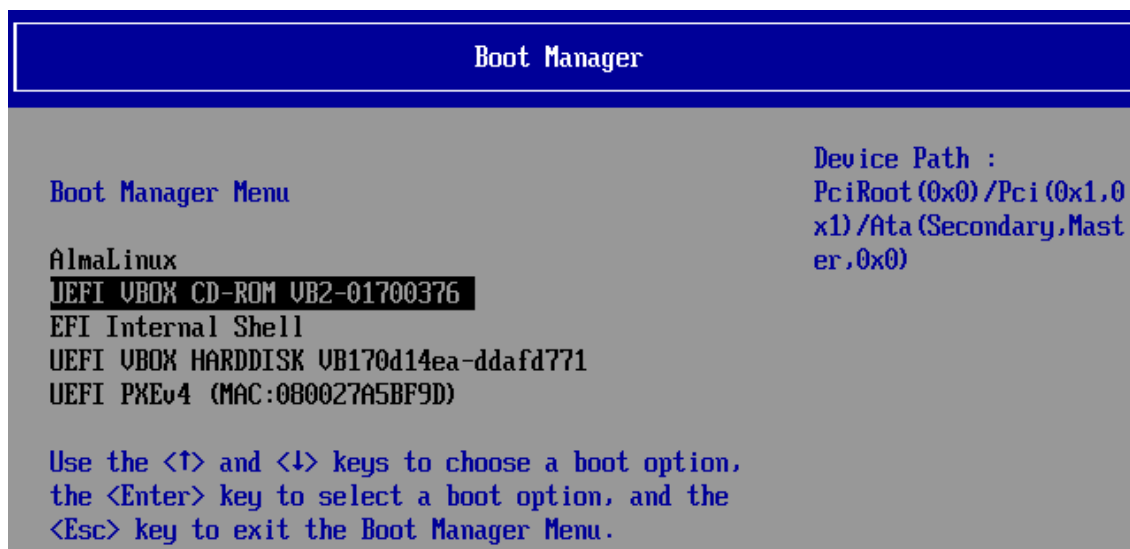 Boot Manager
Device Path :
Boot Manager Menu
PciRoot(0x0)/Pci(0x1,0
x1)/Ata(Secondary,Mast
er,0x0)
AlmaLinux
UEFI VBOX CD-ROM VB2-01700376
EFI Internal Shell
UEFI VBOX HARDDISK VB170d14ea-ddafd771
UEFI PXEv4 (MAC:080027A5BF9D)
Use the <↑> and <↓> keys to choose a boot option,
the <Enter> key to select a boot option, and the
<Esc> key to exit the Boot Manager Menu.